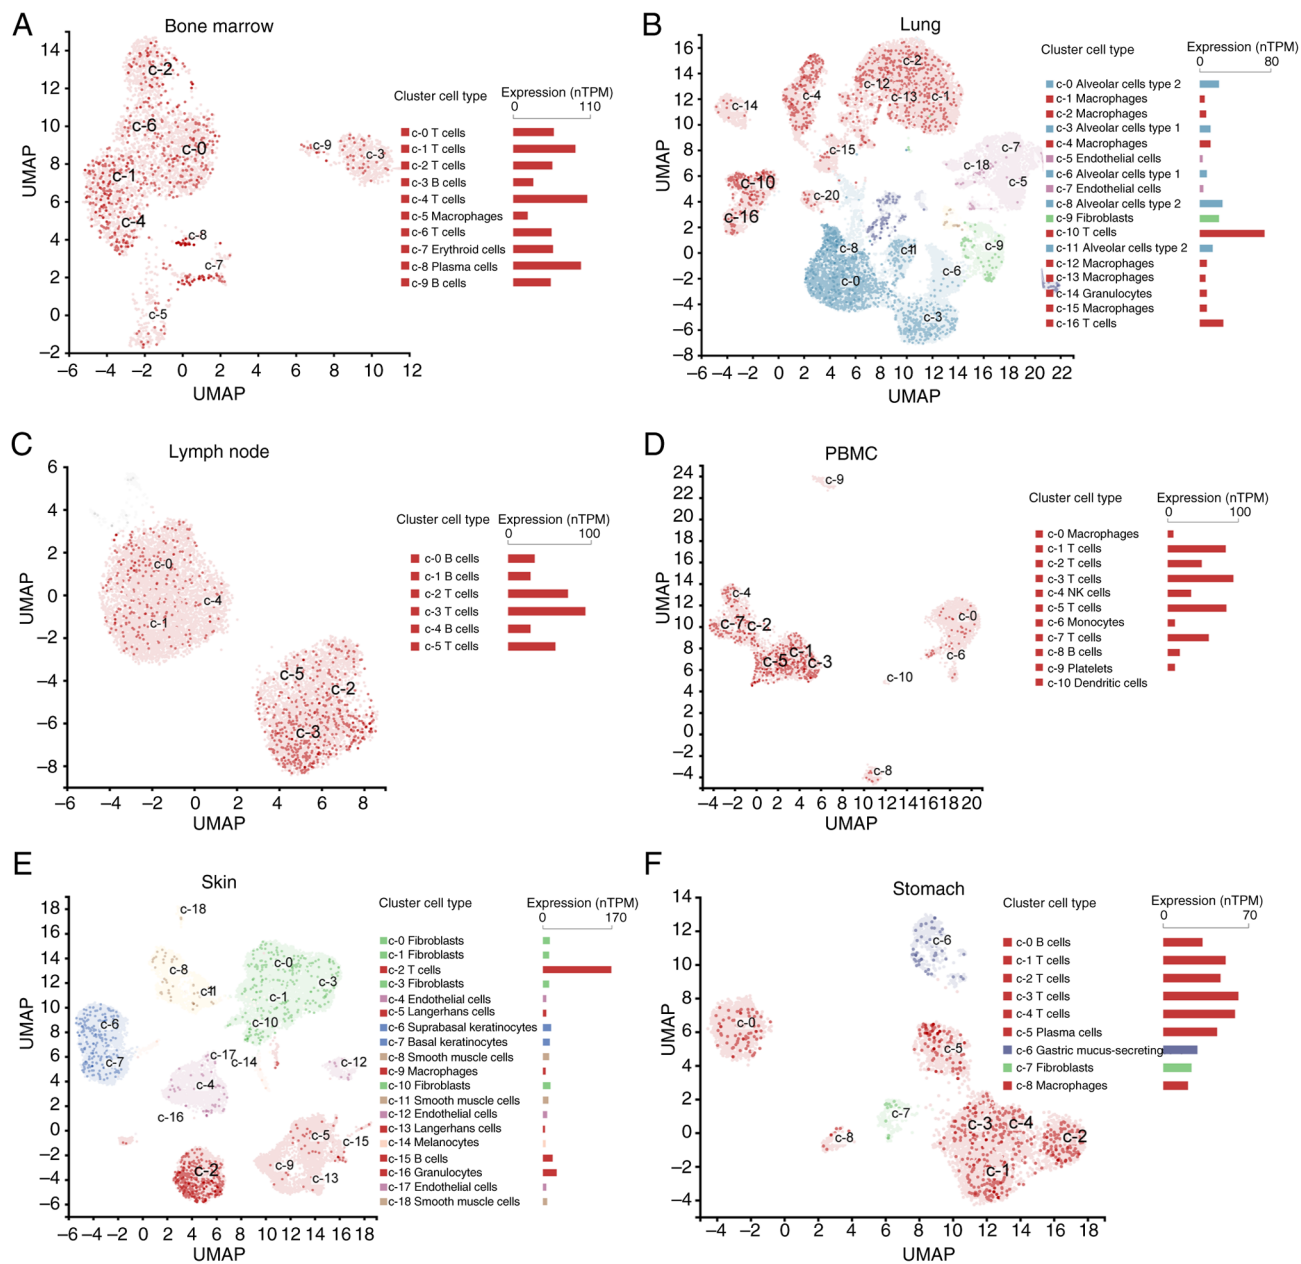 A
Bone marrow
UMAP
14
12
10
8
6
4
2
0
−2
−6 −4 −2 0 2 4 6 8 10 12
UMAP
c-2
c-6
c-0
c-1
c-4
c-9
c-3
c-8
c-7
c-5
Cluster cell type
Expression (nTPM)
0 110
c-0 T cells
c-1 T cells
c-2 T cells
c-3 B cells
c-4 T cells
c-5 Macrophages
c-6 T cells
c-7 Erythroid cells
c-8 Plasma cells
c-9 B cells
B
Lung
UMAP
16
14
12
10
8
6
4
2
0
−2
−4
−6
−8
−6 −4 −2 0 2 4 6 8 10 12 14 16 18 20 22
UMAP
c-2
c-12
c-4
c-13
c-1
c-14
c-15
c-7
c-18
c-10
c-5
c-20
c-16
c-8
c-11
c-9
c-6
c-0
c-3
Cluster cell type
Expression (nTPM)
0 80
c-0 Alveolar cells type 2
c-1 Macrophages
c-2 Macrophages
c-3 Alveolar cells type 1
c-4 Macrophages
c-5 Endothelial cells
c-6 Alveolar cells type 1
c-7 Endothelial cells
c-8 Alveolar cells type 2
c-9 Fibroblasts
c-10 T cells
c-11 Alveolar cells type 2
c-12 Macrophages
c-13 Macrophages
c-14 Granulocytes
c-15 Macrophages
c-16 T cells
C
Lymph node
UMAP
6
4
2
0
−2
−4
−6
−8
−6 −4 −2 0 2 4 6 8
UMAP
c-0
c-4
c-1
c-5
c-2
c-3
Cluster cell type
Expression (nTPM)
0 100
c-0 B cells
c-1 B cells
c-2 T cells
c-3 T cells
c-4 B cells
c-5 T cells
D
PBMC
UMAP
24
22
20
18
16
14
12
10
8
6
4
2
0
−2
−4
−4 −2 0 2 4 6 8 10 12 14 16 18 20
UMAP
c-9
c-4
c-7
c-2
c-0
c-1
c-5
c-3
c-6
c-10
c-8
Cluster cell type
Expression (nTPM)
0 100
c-0 Macrophages
c-1 T cells
c-2 T cells
c-3 T cells
c-4 NK cells
c-5 T cells
c-6 Monocytes
c-7 T cells
c-8 B cells
c-9 Platelets
c-10 Dendritic cells
E
Skin
UMAP
18
16
14
12
10
8
6
4
2
0
−2
−4
−6
−6 −4 −2 0 2 4 6 8 10 12 14 16 18
UMAP
c-18
c-8
c-0
c-3
c-11
c-1
c-6
c-10
c-7
c-17
c-14
c-12
c-4
c-16
c-5
c-15
c-2
c-9
c-13
Cluster cell type
Expression (nTPM)
0 170
c-0 Fibroblasts
c-1 Fibroblasts
c-2 T cells
c-3 Fibroblasts
c-4 Endothelial cells
c-5 Langerhans cells
c-6 Suprabasal keratinocytes
c-7 Basal keratinocytes
c-8 Smooth muscle cells
c-9 Macrophages
c-10 Fibroblasts
c-11 Smooth muscle cells
c-12 Endothelial cells
c-13 Langerhans cells
c-14 Melanocytes
c-15 B cells
c-16 Granulocytes
c-17 Endothelial cells
c-18 Smooth muscle cells
F
Stomach
UMAP
14
12
10
8
6
4
2
0
−2
−4
−4 −2 0 2 4 6 8 10 12 14 16 18
UMAP
c-6
c-0
c-5
c-7
c-3
c-4
c-8
c-2
c-1
Cluster cell type
Expression (nTPM)
0 70
c-0 B cells
c-1 T cells
c-2 T cells
c-3 T cells
c-4 T cells
c-5 Plasma cells
c-6 Gastric mucus-secreting
c-7 Fibroblasts
c-8 Macrophages